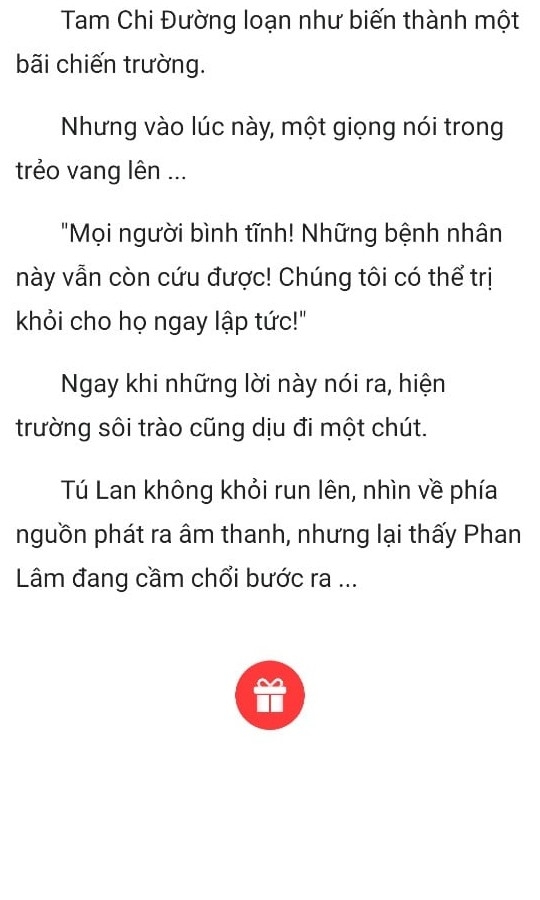 Tam Chi Đường loạn như biến thành một
bãi chiến trường.
Nhưng vào lúc này, một giọng nói trong
trẻo vang lên ...
"Mọi người bình tĩnh! Những bệnh nhân
này vẫn còn cứu được! Chúng tôi có thể trị
khỏi cho họ ngay lập tức!"
Ngay khi những lời này nói ra, hiện
trường sôi trào cũng dịu đi một chút.
Tú Lan không khỏi run lên, nhìn về phía
nguồn phát ra âm thanh, nhưng lại thấy Phan
Lâm đang cầm chổi bước ra ...